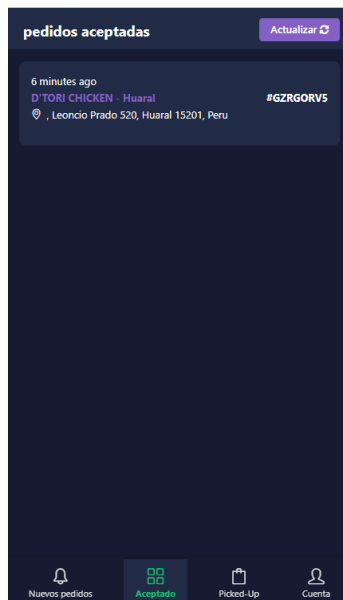 pedidos aceptadas
Actualizar
6 minutes ago
D'TORI CHICKEN - Huaral
#GZRGORV5
, Leoncio Prado 520, Huaral 15201, Peru
Nuevos pedidos
Aceptado
Picked-Up
Cuenta